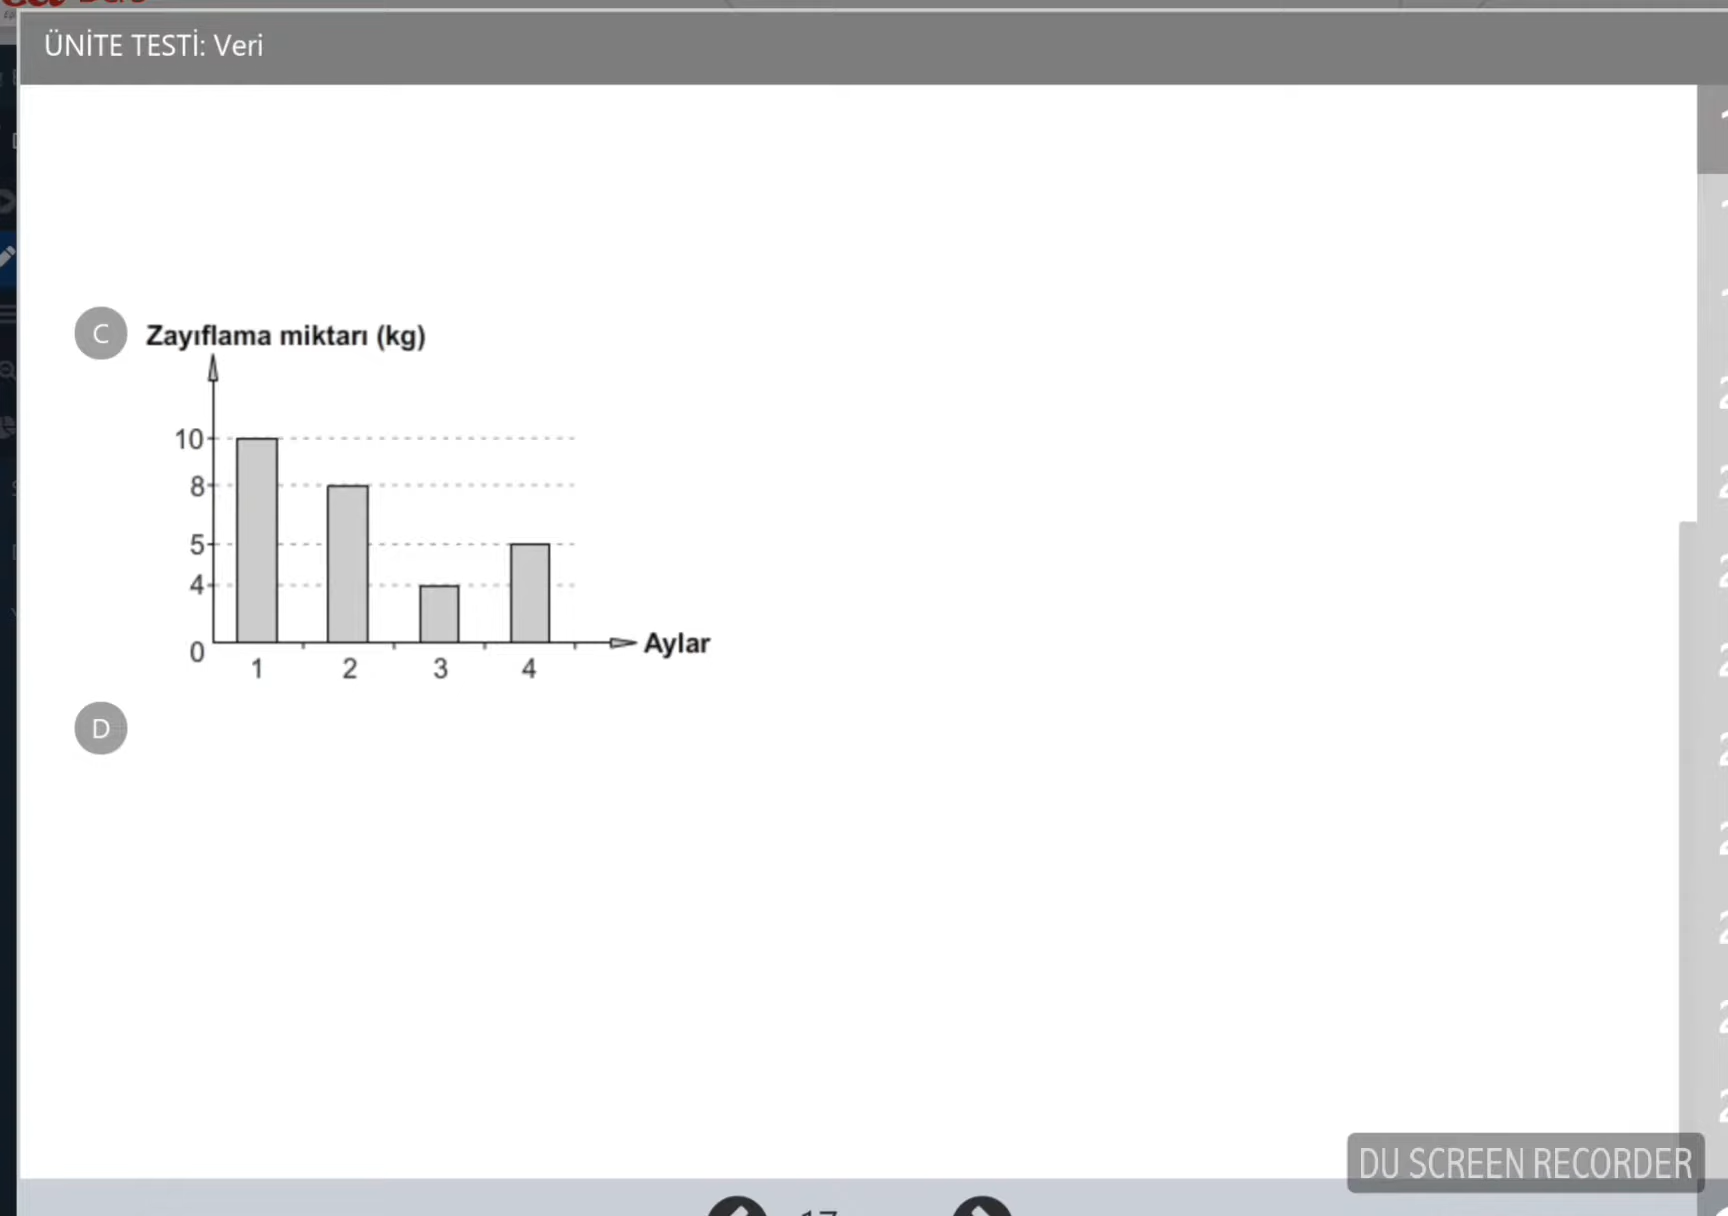 ÜNİTE TESTİ: Veri
C
Zayıflama miktarı (kg)
10
8
5
4
0
1 2 3 4
Aylar
D
DU SCREEN RECORDER